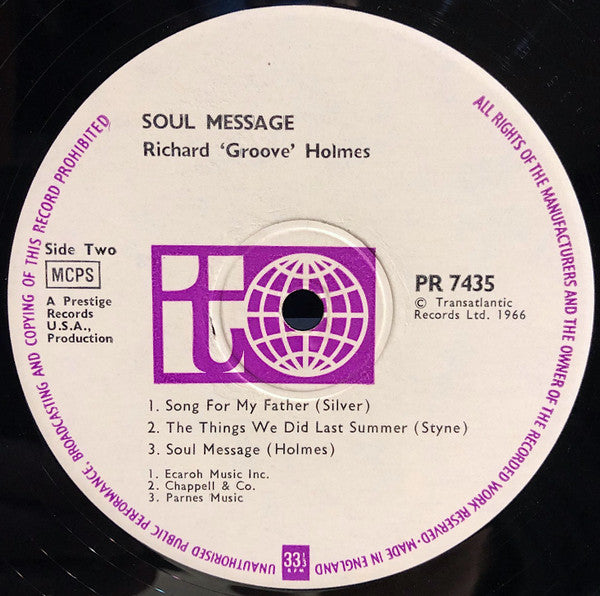 SOUL MESSAGE
Richard 'Groove' Holmes
Side Two
MCPS
A Prestige
Records
U.S.A.,
Production
to
PR 7435
© Transatlantic
Records Ltd. 1966
1. Song For My Father (Silver)
2. The Things We Did Last Summer (Styne)
3. Soul Message (Holmes)
1. Ecaroh Music Inc.
2. Chappell & Co.
3. Parnes Music
33⅓
RPM
ALL RIGHTS OF THE MANUFACTURERS AND THE OWNER OF THE RECORDED WORK RESERVED · MADE IN ENGLAND
UNAUTHORISED PUBLIC PERFORMANCE, BROADCASTING AND COPYING OF THIS RECORD PROHIBITED